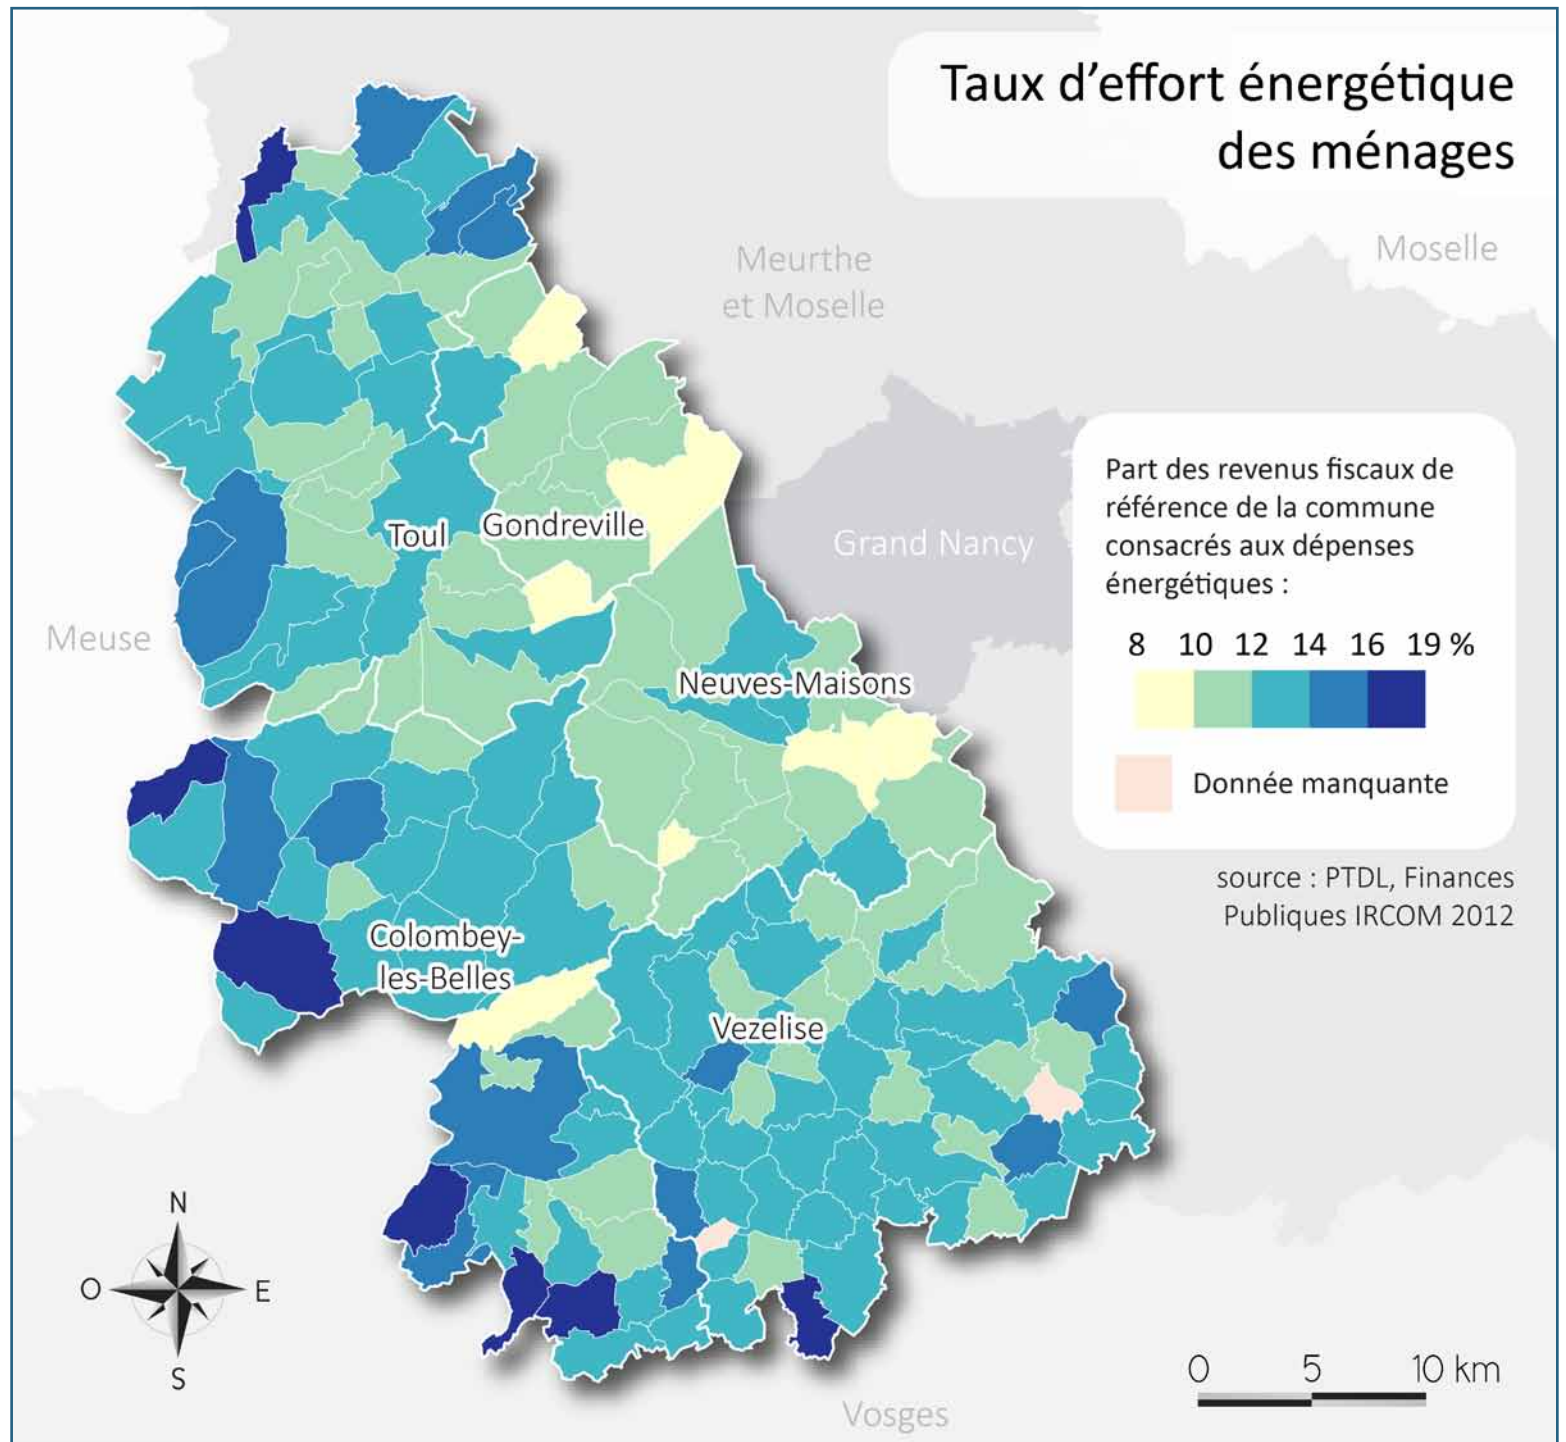 Taux d’effort énergétique
des ménages
Moselle
Meurthe
et Moselle
Part des revenus fiscaux de
référence de la commune
consacrés aux dépenses
énergétiques :
8 10 12 14 16 19 %
Donnée manquante
source : PTDL, Finances
Publiques IRCOM 2012
Toul
Gondreville
Grand Nancy
Meuse
Neuves-Maisons
Colombey-
les-Belles
Vezelise
N
O
E
S
0 5 10 km
Vosges